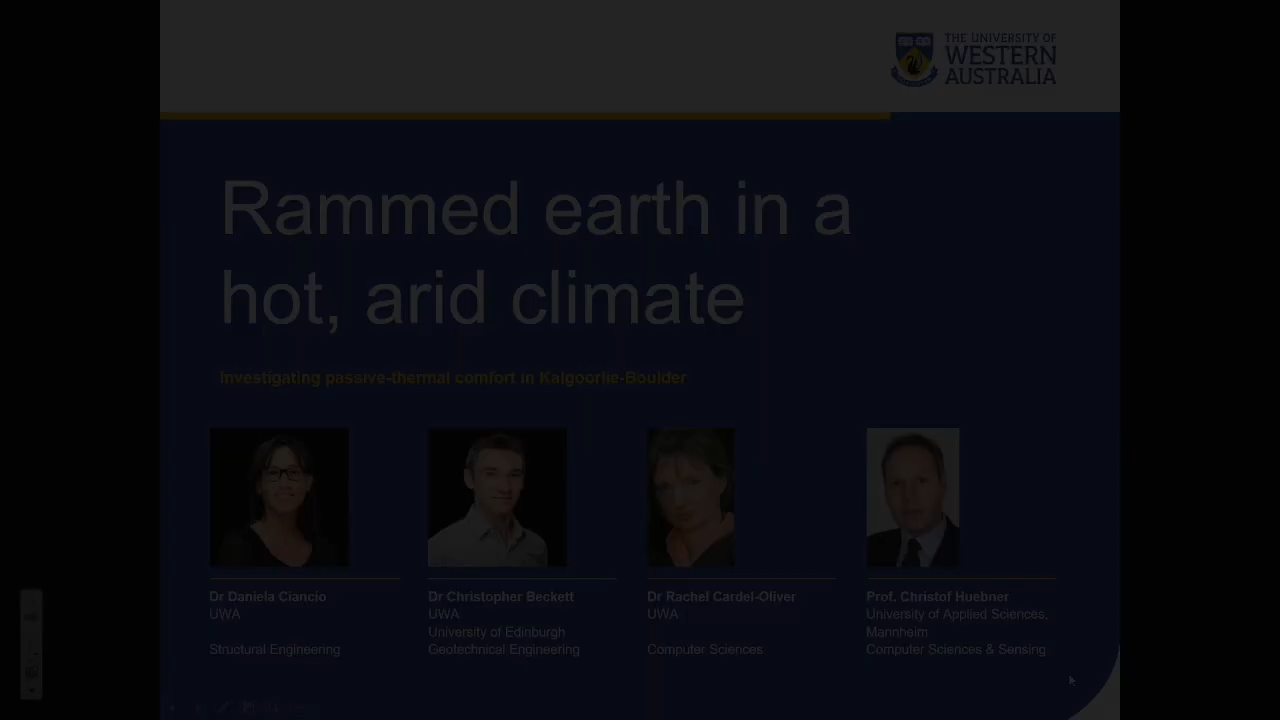 THE UNIVERSITY OF
WESTERN
AUSTRALIA
Rammed earth in a
hot, arid climate
Investigating passive-thermal comfort in Kalgoorlie-Boulder
Dr Daniela Ciancio
UWA
Structural Engineering
Dr Christopher Beckett
UWA
University of Edinburgh
Geotechnical Engineering
Dr Rachel Cardel-Oliver
UWA
Computer Sciences
Prof. Christof Huebner
University of Applied Sciences,
Mannheim
Computer Sciences & Sensing